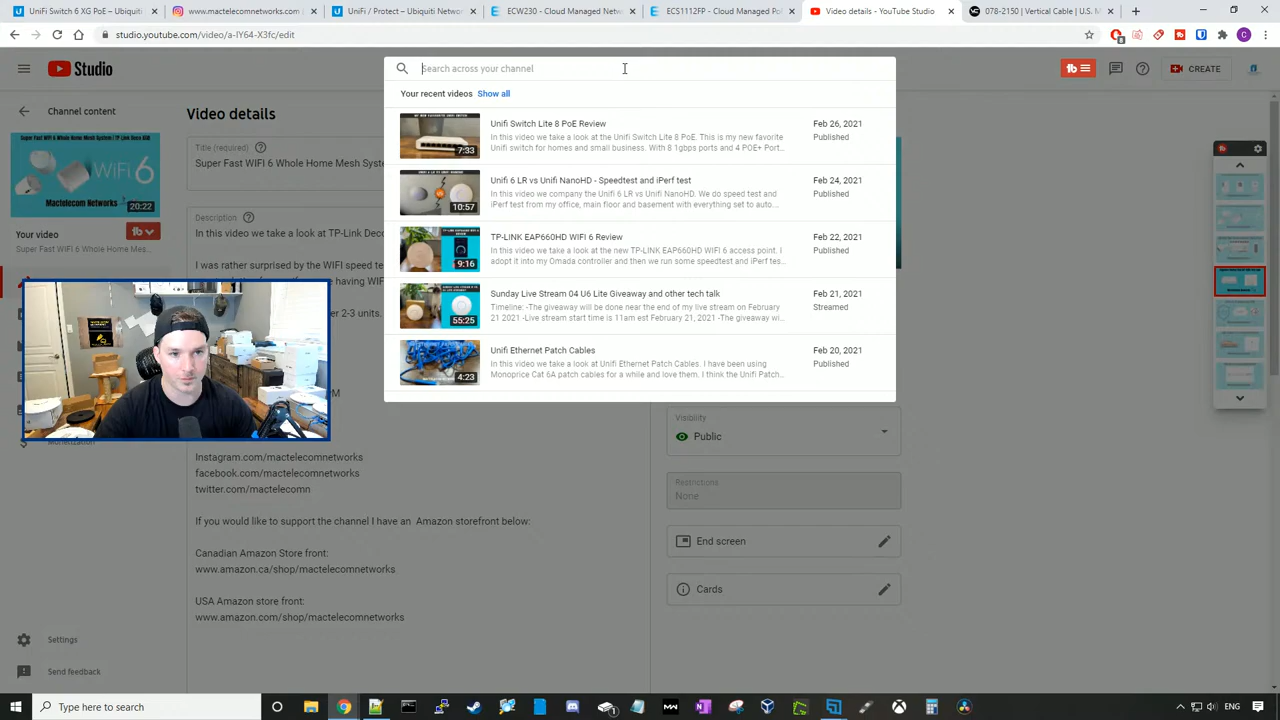 UniFi Switch 6 XG PoE – Ubiquiti
www.mactelecomnetworks.com
UniFi / Protect – Ubiquiti Networ
ECW230 - Cloud Managed Netw
ECS1112FP - Cloud Managed Po
Video details - YouTube Studio
078-2150 | Vertical Cable | U.S. M
studio.youtube.com/video/a-IY64-X3fc/edit
Studio
Search across your channel
CREATE
Channel content
Your recent videos Show all
Video details
Unifi Switch Lite 8 PoE Review
Feb 26, 2021
In this video we take a look at the Unifi Switch Lite 8 PoE. This is my new favorite
Published
Unifi switch for homes and small business. With 8 1gbps ports and 4 POE+ Port...
7:33
Title (required)
Super Fast WIFI 6 Whole Home Mesh Syste
Unifi 6 LR vs Unifi NanoHD - Speedtest and iPerf test
Feb 24, 2021
In this video we company the Unifi 6 LR vs Unifi NanoHD. We do speed test and
Published
iPerf test from my office, main floor and basement with everything set to auto...
10:57
WiFi 6
Mactelecom Networks
20:22
Description
In this video we take a look at TP-Link Deco
Your video
Super Fast WIFI 6 Whole Home Mes...
TP-LINK EAP660HD WIFI 6 Review
Feb 22, 2021
In this video we take a look at the new TP-LINK EAP660HD WIFI 6 access point. I
Published
adopt it into my Omada controller and then we run some speedtest and iPerf tes...
9:16
I was rather surprised by the WIFI speed te
Sunday Live Stream 04 U6 Lite Giveaway and other tech talk
Feb 21, 2021
Timeline: -The giveaway will be done near the end of my live stream on February
Streamed
21 2021 -Live stream start time is 11am est February 21, 2021 -The giveaway wi...
55:25
2-3 units.
Unifi Ethernet Patch Cables
Feb 20, 2021
In this video we take a look at Unifi Ethernet Patch Cables. I have been using
Published
Monoprice Cat 6A patch cables for a while and love them. I think the Unifi Patch...
4:23
Visibility
Public
Monetization
Instagram.com/mactelecomnetworks
facebook.com/mactelecomnetworks
twitter.com/mactelecomn
Restrictions
None
If you would like to support the channel I have an Amazon storefront below:
End screen
Canadian Amazon Store front:
www.amazon.ca/shop/mactelecomnetworks
Cards
USA Amazon store front:
www.amazon.com/shop/mactelecomnetworks
Settings
Send feedback
Type here to search
ENG